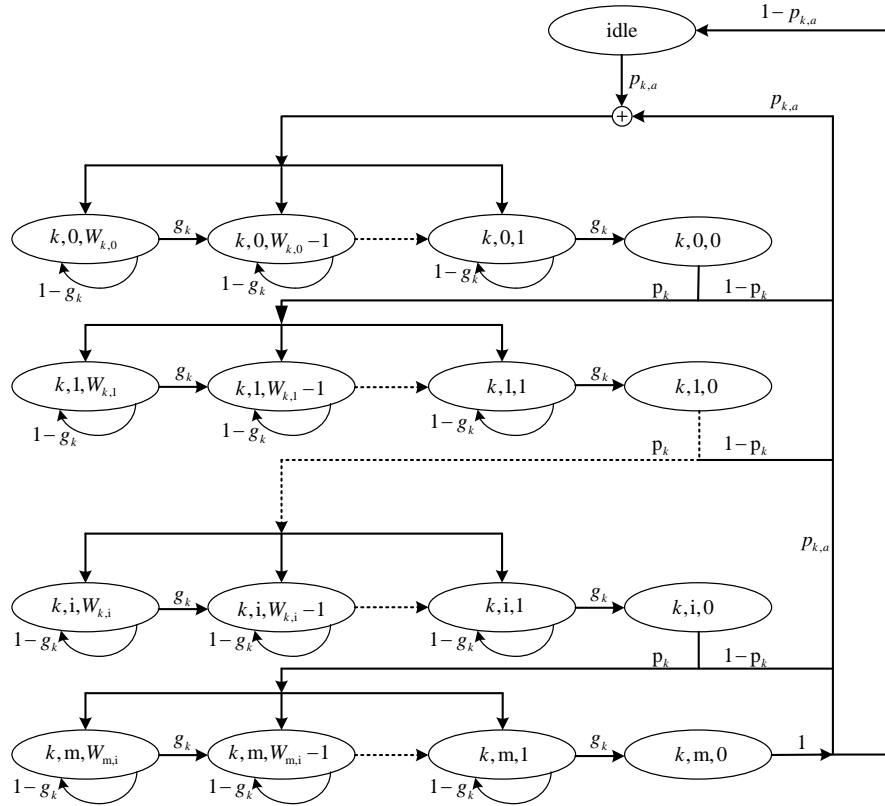 1−p_{k,a}
idle
p_{k,a}
p_{k,a}
+
k,0,W_{k,0} g_k k,0,W_{k,0}−1 k,0,1 g_k k,0,0
1−g_k 1−g_k 1−g_k
p_k 1−p_k
k,1,W_{k,1} g_k k,1,W_{k,1}−1 k,1,1 g_k k,1,0
1−g_k 1−g_k 1−g_k
p_k 1−p_k
p_{k,a}
k,i,W_{k,i} g_k k,i,W_{k,i}−1 k,i,1 g_k k,i,0
1−g_k 1−g_k 1−g_k
p_k 1−p_k
k,m,W_{m,i} g_k k,m,W_{m,i}−1 k,m,1 g_k k,m,0 1
1−g_k 1−g_k 1−g_k